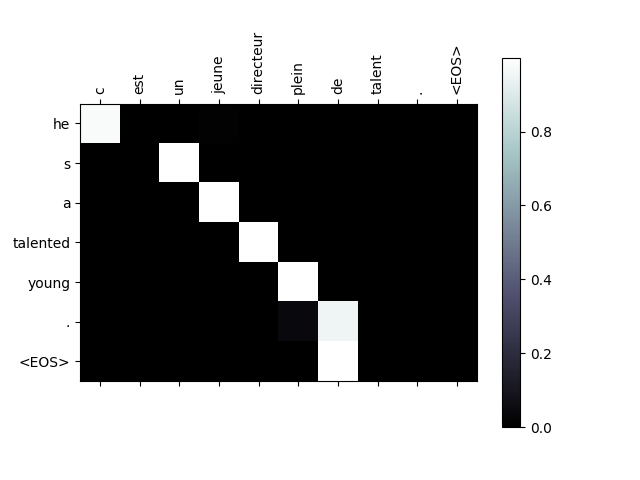 c est un jeune directeur plein de talent . <EOS>
he
s
a
talented
young
.
<EOS>
0.8
0.6
0.4
0.2
0.0